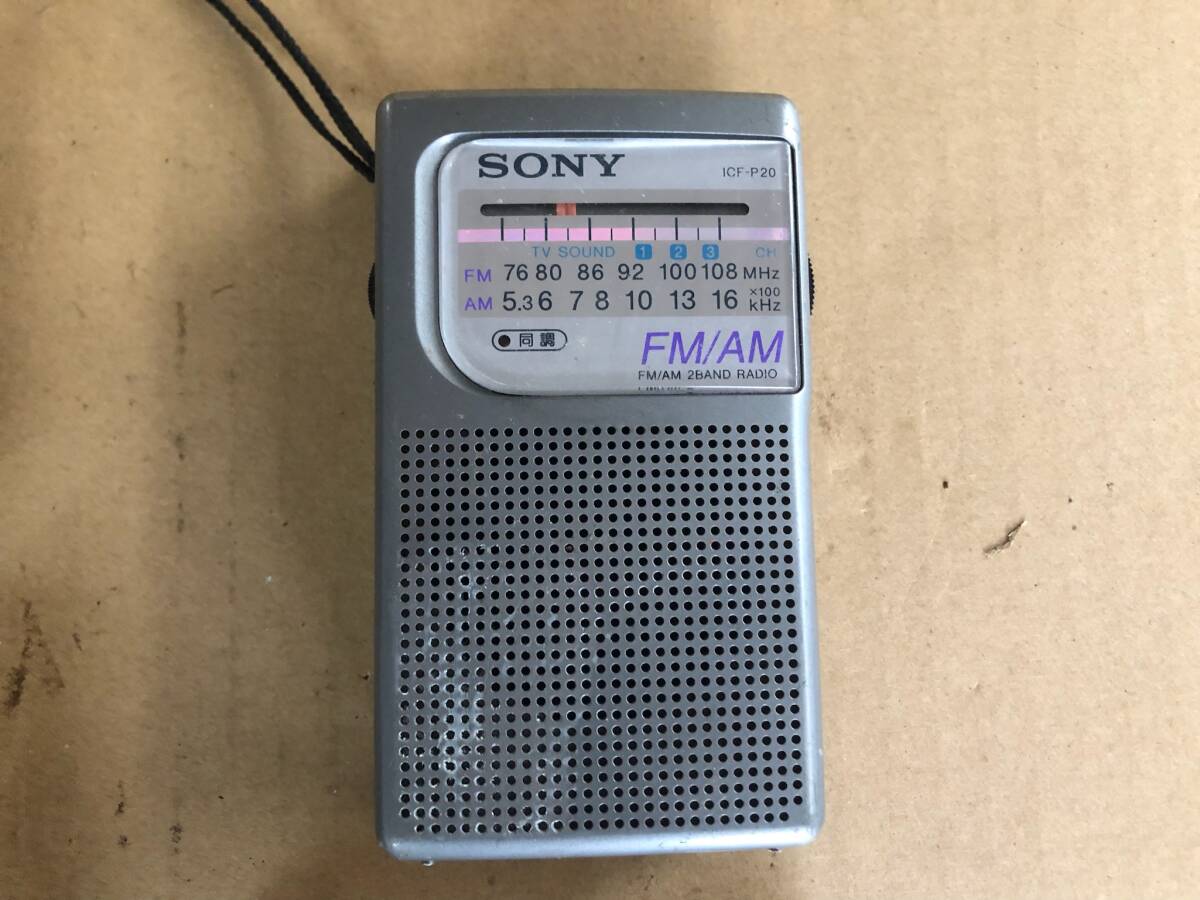 SONY
ICF-P20
TV SOUND 1 2 3 CH
FM 76 80 86 92 100 108 MHz
AM 5.3 6 7 8 10 13 16 ×100 kHz
同調
FM/AM
FM/AM 2BAND RADIO